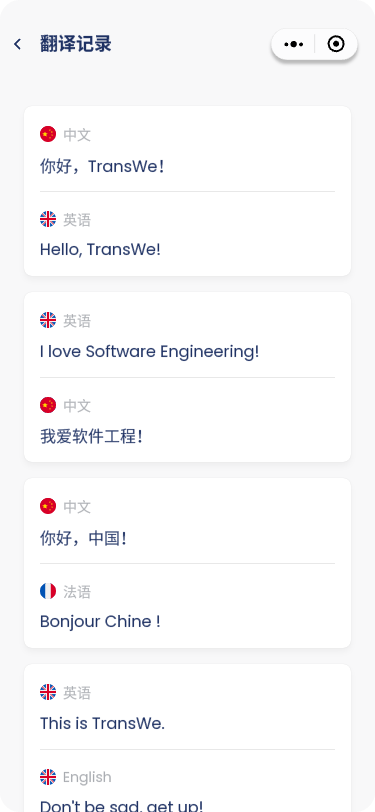 翻译记录
中文
你好，TransWe！
英语
Hello, TransWe!
英语
I love Software Engineering!
中文
我爱软件工程！
中文
你好，中国！
法语
Bonjour Chine !
英语
This is TransWe.
English
Don't be sad, get up!